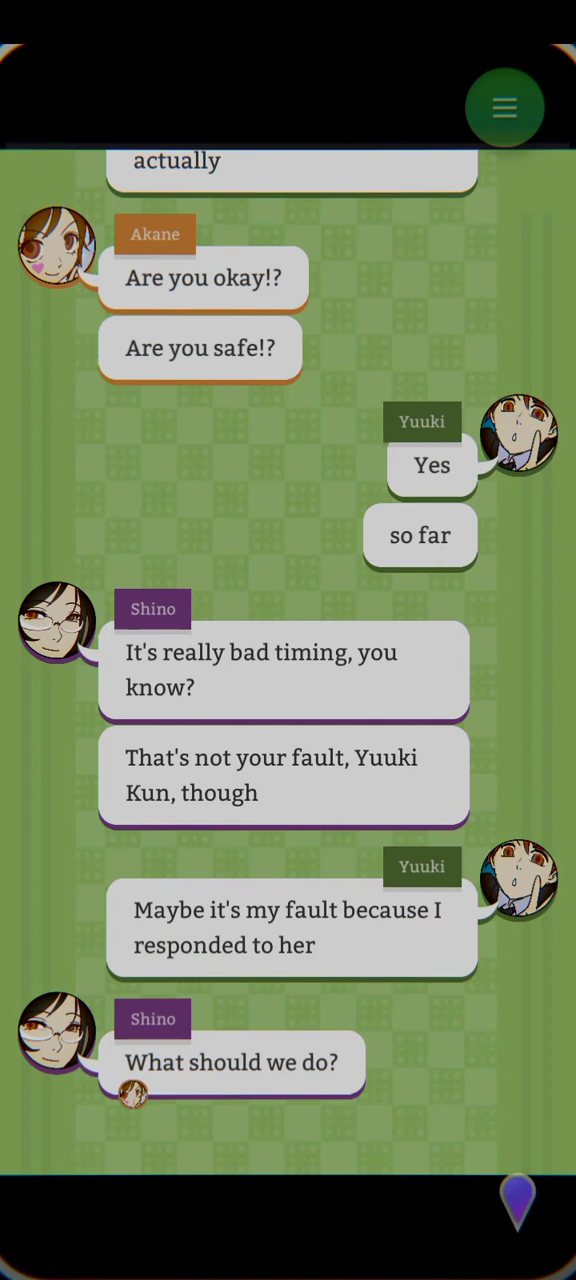 actually
Akane
Are you okay!?
Are you safe!?
Yuuki
Yes
so far
Shino
It's really bad timing, you
know?
That's not your fault, Yuuki
Kun, though
Yuuki
Maybe it's my fault because I
responded to her
Shino
What should we do?